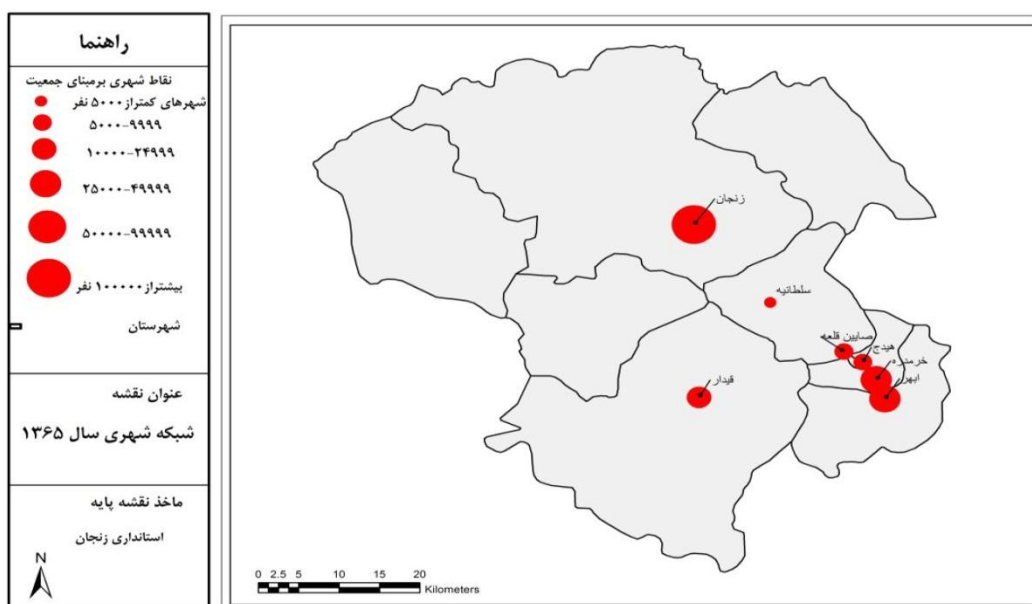 راهنما
نقاط شهری برمبنای جمعیت
شهرهای کمتراز ۵۰۰۰ نفر
۵۰۰۰-۹۹۹۹
۱۰۰۰۰-۲۴۹۹۹
۲۵۰۰۰-۴۹۹۹۹
۵۰۰۰۰-۹۹۹۹۹
بیشتراز ۱۰۰۰۰۰ نفر
شهرستان
عنوان نقشه
شبکه شهری سال ۱۳۶۵
ماخذ نقشه پایه
استانداری زنجان
N
زنجان
سلطانیه
صایین قلعه
هیدج
خرمدره
ابهر
قیدار
0 2.5 5 10 15 20
Kilometers